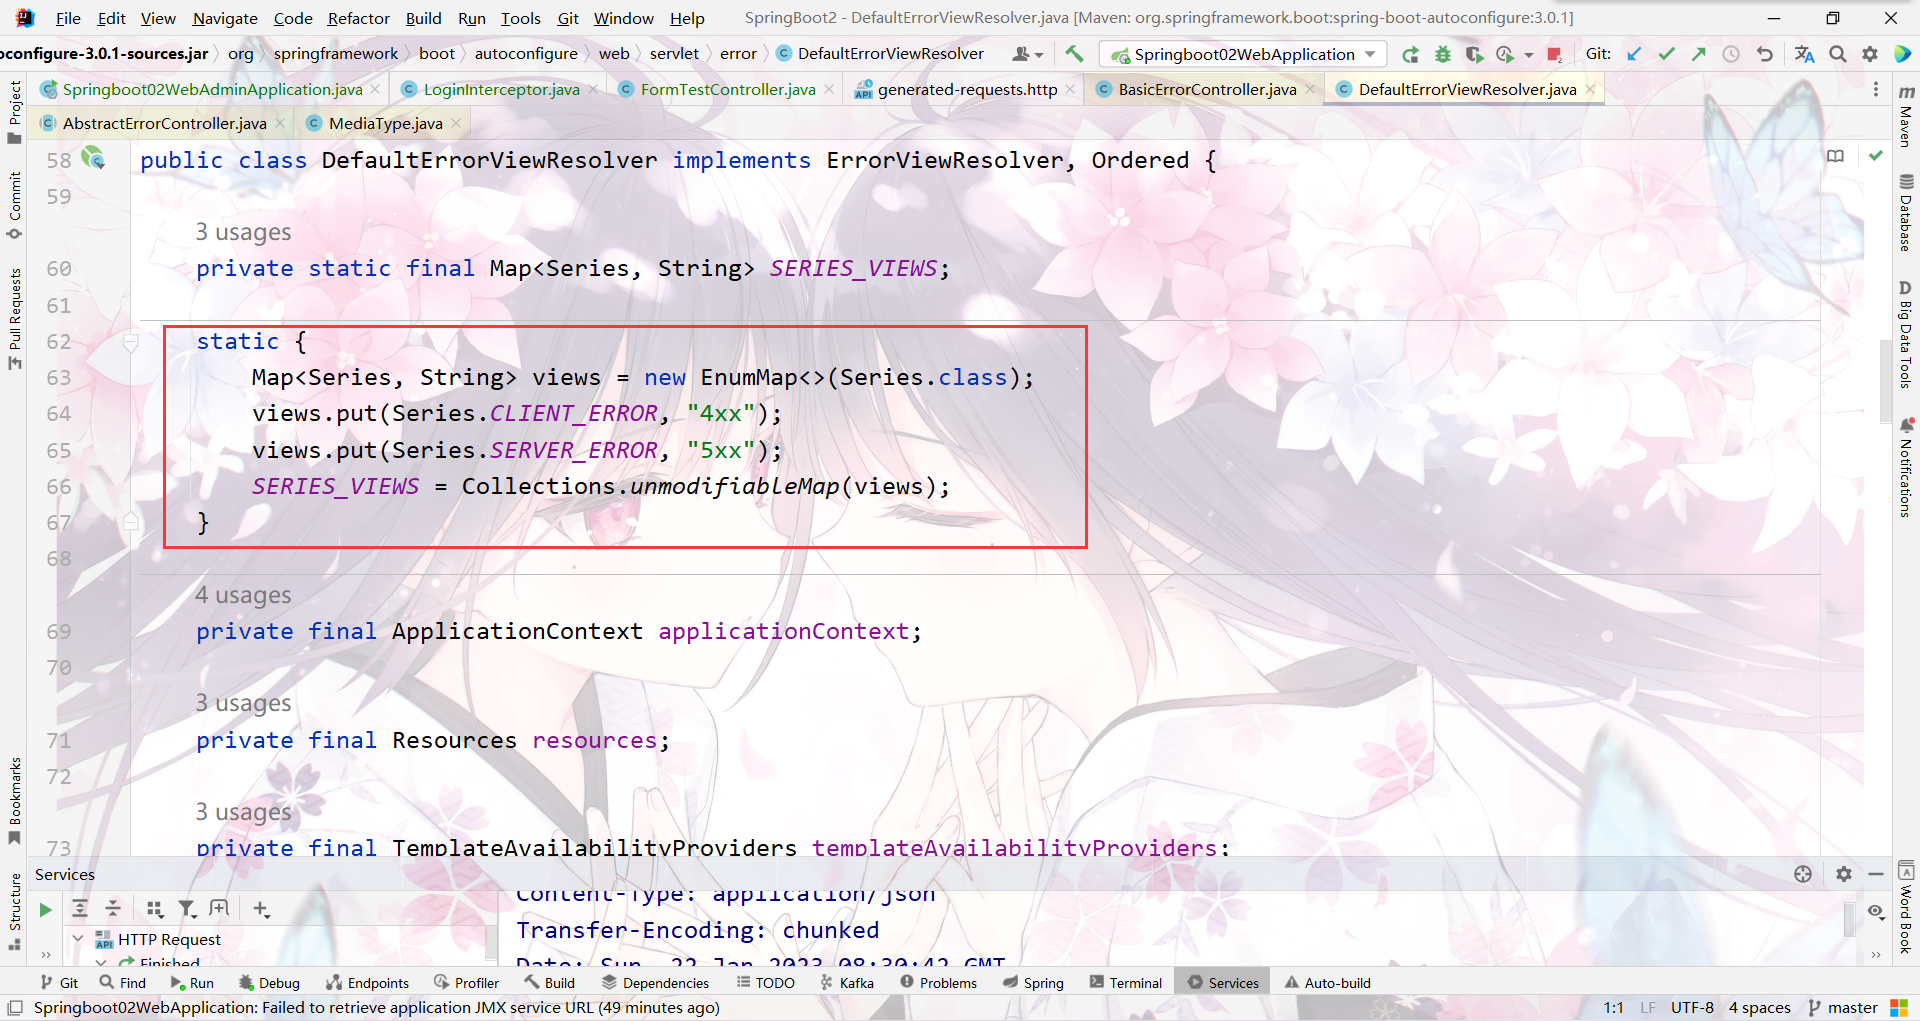 File Edit View Navigate Code Refactor Build Run Tools Git Window Help SpringBoot2 - DefaultErrorViewResolver.java [Maven: org.springframework.boot:spring-boot-autoconfigure:3.0.1]
oconfigure-3.0.1-sources.jar org springframework boot autoconfigure web servlet error DefaultErrorViewResolver Springboot02WebApplication Git:
Springboot02WebAdminApplication.java LoginInterceptor.java FormTestController.java generated-requests.http BasicErrorController.java DefaultErrorViewResolver.java
AbstractErrorController.java MediaType.java
58 public class DefaultErrorViewResolver implements ErrorViewResolver, Ordered {
59
3 usages
60 private static final Map<Series, String> SERIES_VIEWS;
61
62 static {
63 Map<Series, String> views = new EnumMap<>(Series.class);
64 views.put(Series.CLIENT_ERROR, "4xx");
65 views.put(Series.SERVER_ERROR, "5xx");
66 SERIES_VIEWS = Collections.unmodifiableMap(views);
67 }
68
4 usages
69 private final ApplicationContext applicationContext;
70
3 usages
71 private final Resources resources;
72
3 usages
73 private final TemplateAvailabilityProviders templateAvailabilityProviders;
Project
Commit
Pull Requests
Bookmarks
Structure
Maven
Database
Big Data Tools
Notifications
Word Book
Services
HTTP Request
Finished
Content-Type: application/json
Transfer-Encoding: chunked
Date: Sun, 22 Jan 2023 08:30:42 GMT
Git Find Run Debug Endpoints Profiler Build Dependencies TODO Kafka Problems Spring Terminal Services Auto-build
Springboot02WebApplication: Failed to retrieve application JMX service URL (49 minutes ago) 1:1 LF UTF-8 4 spaces master